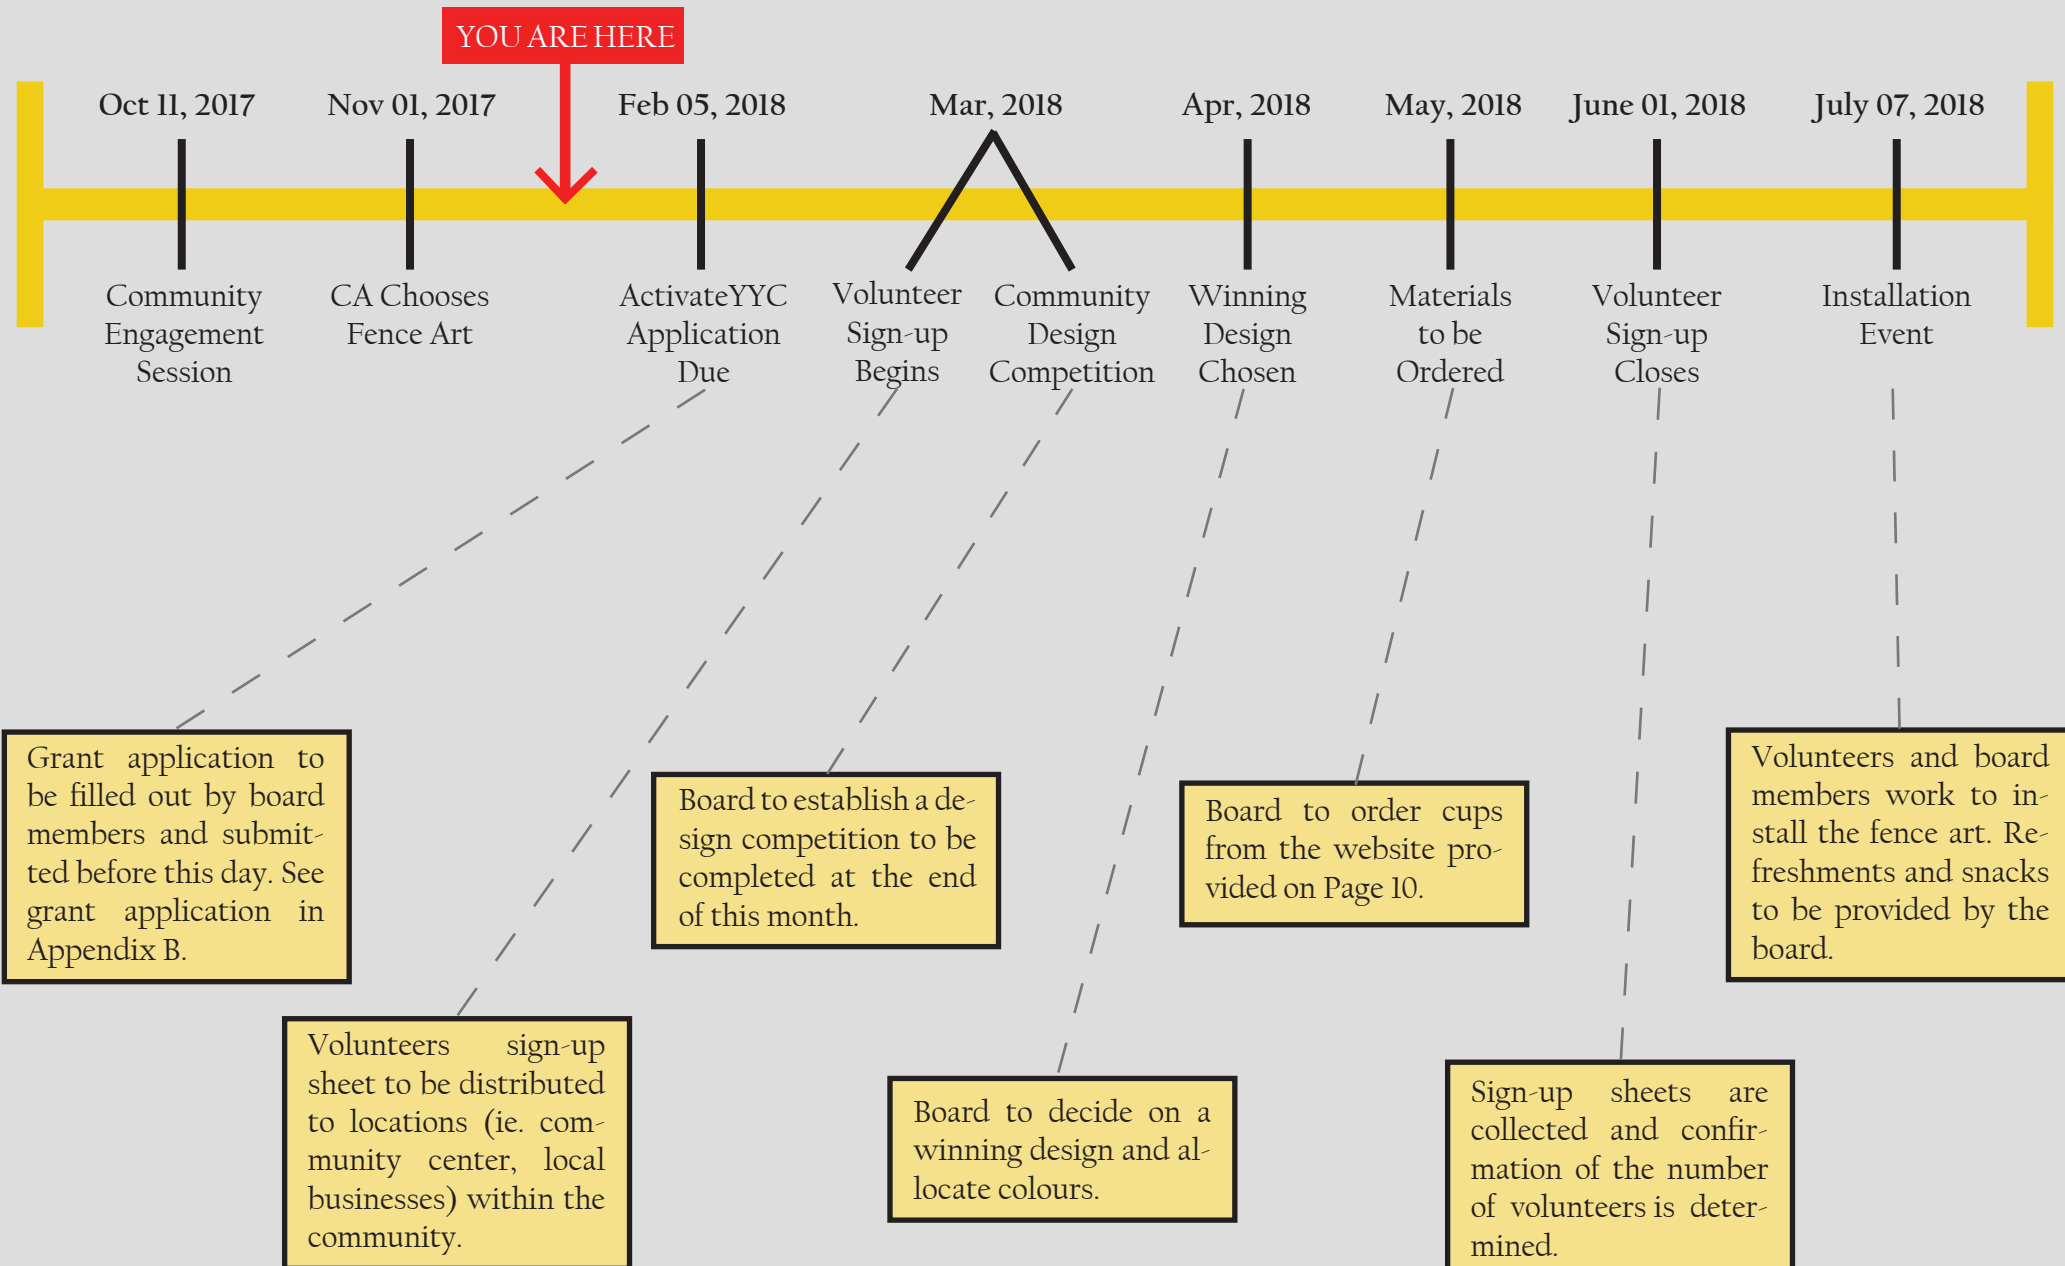 YOU ARE HERE
Oct 11, 2017
Nov 01, 2017
Feb 05, 2018
Mar, 2018
Apr, 2018
May, 2018
June 01, 2018
July 07, 2018
Community
Engagement
Session
CA Chooses
Fence Art
ActivateYYC
Application
Due
Volunteer
Sign-up
Begins
Community
Design
Competition
Winning
Design
Chosen
Materials
to be
Ordered
Volunteer
Sign-up
Closes
Installation
Event
Grant application to
be filled out by board
members and submit-
ted before this day. See
grant application in
Appendix B.
Volunteers sign-up
sheet to be distributed
to locations (ie. com-
munity center, local
businesses) within the
community.
Board to establish a de-
sign competition to be
completed at the end
of this month.
Board to decide on a
winning design and al-
locate colours.
Board to order cups
from the website pro-
vided on Page 10.
Sign-up sheets are
collected and confir-
mation of the number
of volunteers is deter-
mined.
Volunteers and board
members work to in-
stall the fence art. Re-
freshments and snacks
to be provided by the
board.